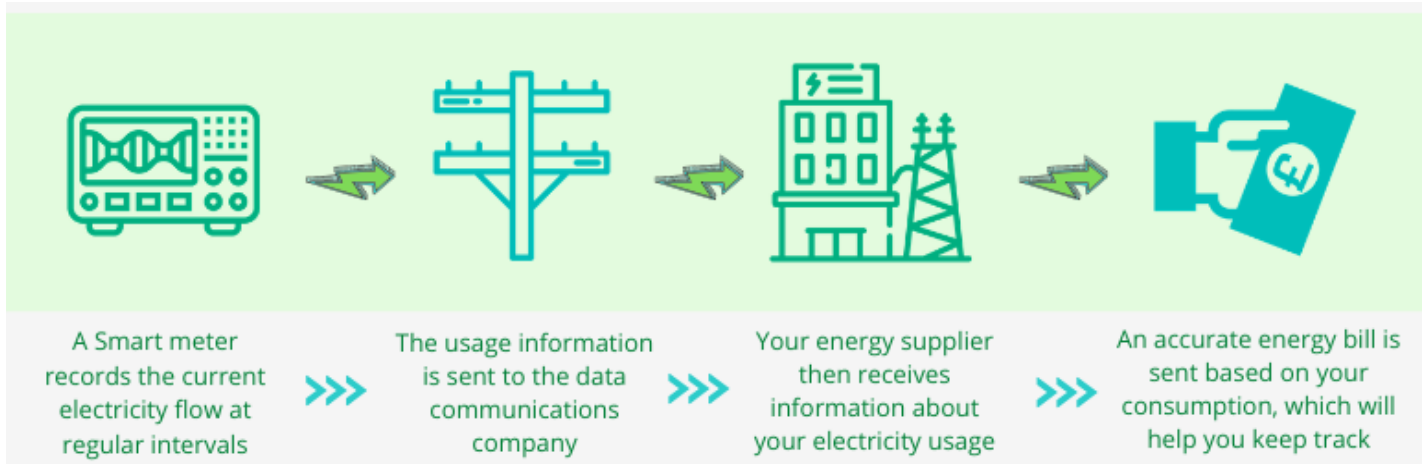 £
A Smart meter
records the current
electricity flow at
regular intervals
The usage information
is sent to the data
communications
company
Your energy supplier
then receives
information about
your electricity usage
An accurate energy bill is
sent based on your
consumption, which will
help you keep track